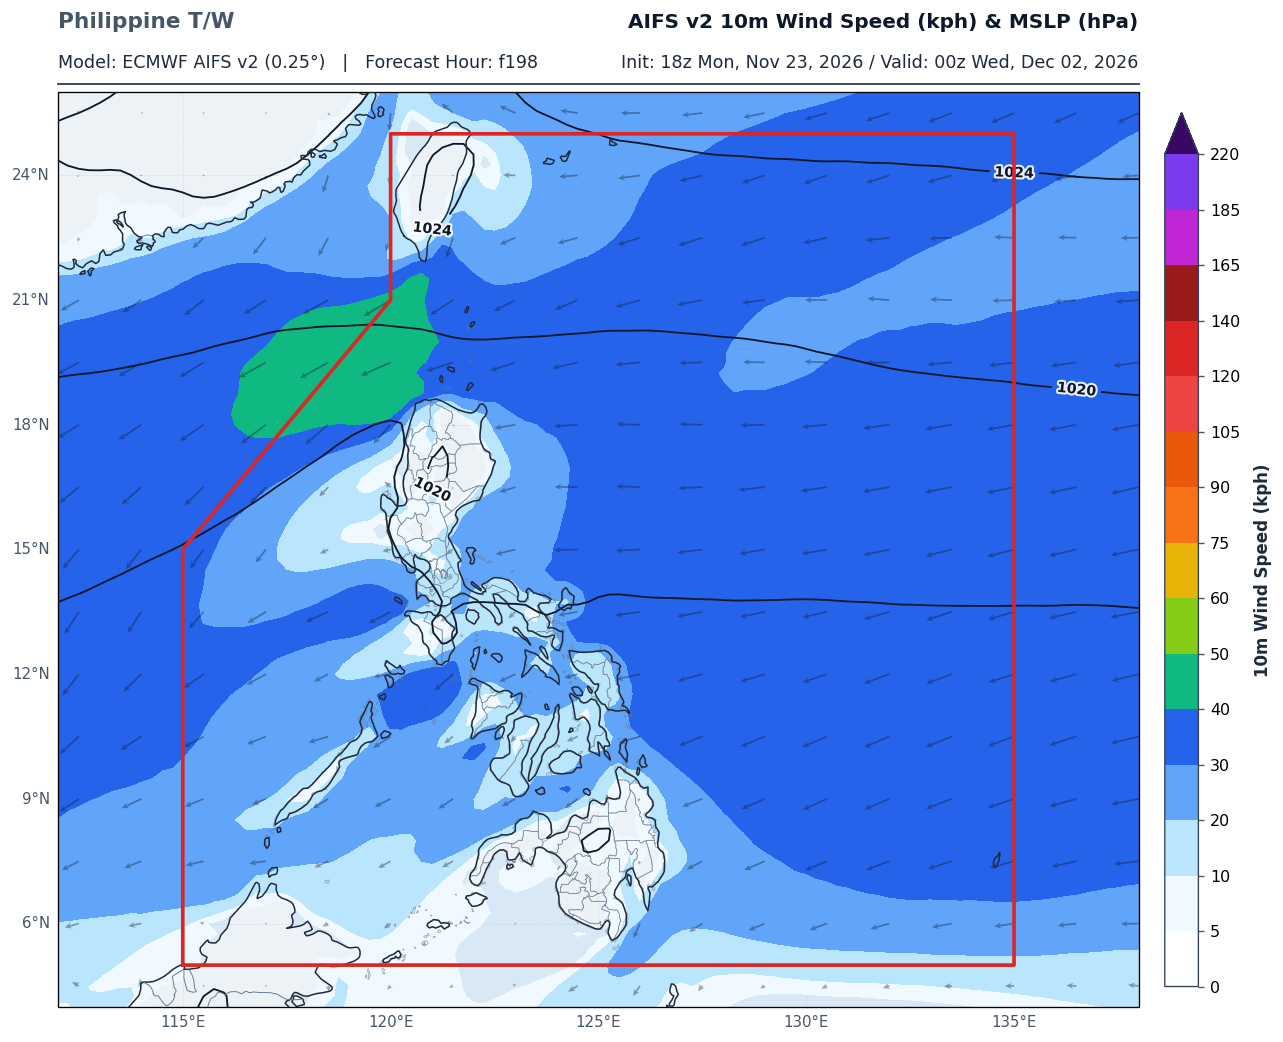 Philippine T/W
AIFS v2 10m Wind Speed (kph) & MSLP (hPa)
Model: ECMWF AIFS v2 (0.25°) | Forecast Hour: f198
Init: 18z Mon, Nov 23, 2026 / Valid: 00z Wed, Dec 02, 2026
24°N
21°N
18°N
15°N
12°N
9°N
6°N
115°E
120°E
125°E
130°E
135°E
1024
1024
1020
1020
220
185
165
140
120
105
90
75
60
50
40
30
20
10
5
0
10m Wind Speed (kph)